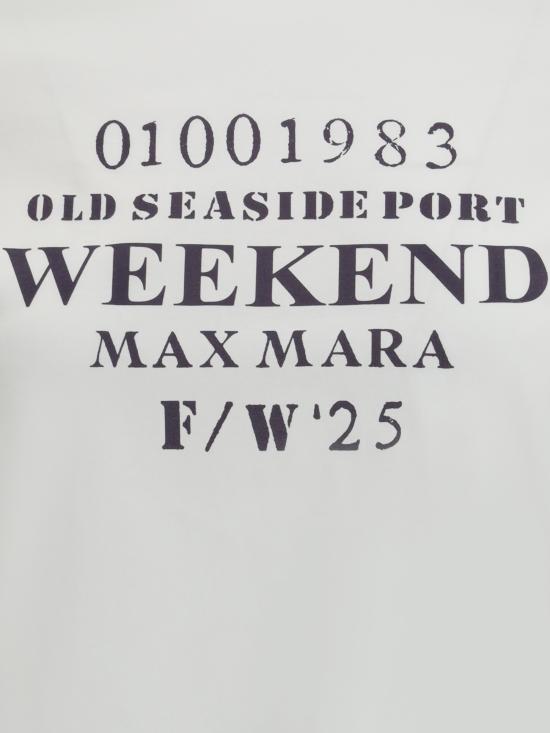 01001983
OLD SEASIDE PORT
WEEKEND
MAX MARA
F/W '25